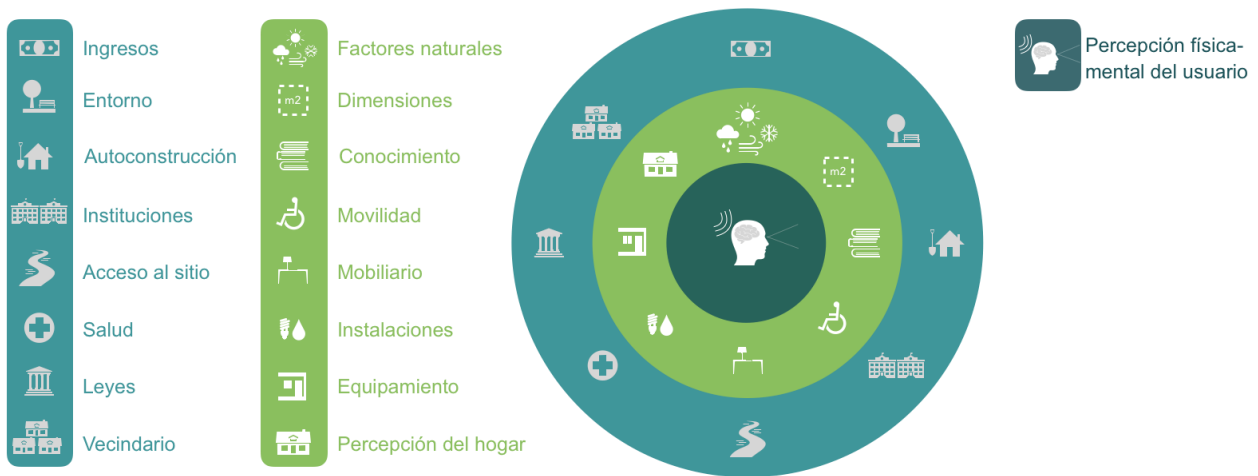 Ingresos
Entorno
Autoconstrucción
Instituciones
Acceso al sitio
Salud
Leyes
Vecindario
m2
Factores naturales
Dimensiones
Conocimiento
Movilidad
Mobiliario
Instalaciones
Equipamiento
Percepción del hogar
m2
Percepción física-
mental del usuario